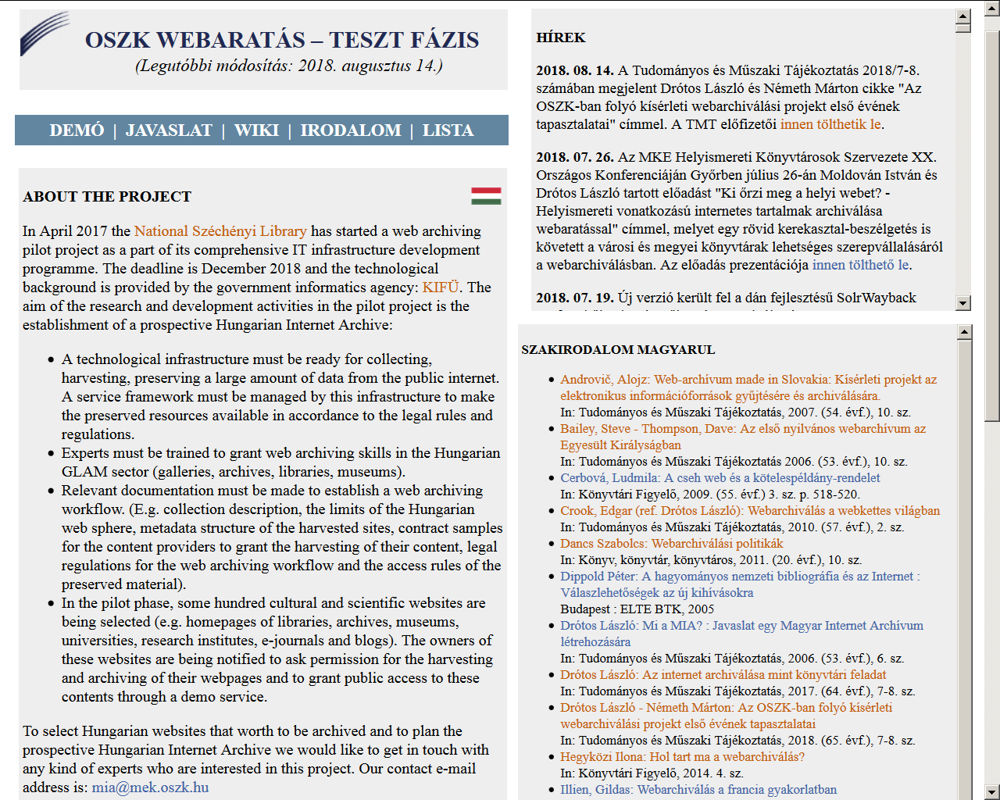 OSZK WEBARATÁS – TESZT FÁZIS
(Legutóbbi módosítás: 2018. augusztus 14.)
DEMÓ | JAVASLAT | WIKI | IRODALOM | LISTA
ABOUT THE PROJECT
In April 2017 the National Széchényi Library has started a web archiving
pilot project as a part of its comprehensive IT infrastructure development
programme. The deadline is December 2018 and the technological
background is provided by the government informatics agency: KIFÜ. The
aim of the research and development activities in the pilot project is the
establishment of a prospective Hungarian Internet Archive:
• A technological infrastructure must be ready for collecting,
harvesting, preserving a large amount of data from the public internet.
A service framework must be managed by this infrastructure to make
the preserved resources available in accordance to the legal rules and
regulations.
• Experts must be trained to grant web archiving skills in the Hungarian
GLAM sector (galleries, archives, libraries, museums).
• Relevant documentation must be made to establish a web archiving
workflow. (E.g. collection description, the limits of the Hungarian
web sphere, metadata structure of the harvested sites, contract samples
for the content providers to grant the harvesting of their content, legal
regulations for the web archiving workflow and the access rules of the
preserved material).
• In the pilot phase, some hundred cultural and scientific websites are
being selected (e.g. homepages of libraries, archives, museums,
universities, research institutes, e-journals and blogs). The owners of
these websites are being notified to ask permission for the harvesting
and archiving of their webpages and to grant public access to these
contents through a demo service.
To select Hungarian websites that worth to be archived and to plan the
prospective Hungarian Internet Archive we would like to get in touch with
any kind of experts who are interested in this project. Our contact e-mail
address is: mia@mek.oszk.hu
HÍREK
2018. 08. 14. A Tudományos és Műszaki Tájékoztatás 2018/7-8.
számában megjelent Drótos László és Németh Márton cikke "Az
OSZK-ban folyó kísérleti webarchiválási projekt első évének
tapasztalatai" címmel. A TMT előfizetői innen tölthetik le.
2018. 07. 26. Az MKE Helyismereti Könyvtárosok Szervezete XX.
Országos Konferenciáján Győrben július 26-án Moldován István és
Drótos László tartott előadást "Ki őrzi meg a helyi webet? -
Helyismereti vonatkozású internetes tartalmak archiválása
webaratással" címmel, melyet egy rövid kerekasztal-beszélgetés is
követett a városi és megyei könyvtárak lehetséges szerepvállalásáról
a webarchiválásban. Az előadás prezentációja innen tölthető le.
2018. 07. 19. Új verzió került fel a dán fejlesztésű SolrWayback
SZAKIRODALOM MAGYARUL
• Androvič, Alojz: Web-archívum made in Slovakia: Kísérleti projekt az
elektronikus információforrások gyűjtésére és archiválására.
In: Tudományos és Műszaki Tájékoztatás, 2007. (54. évf.), 10. sz.
• Bailey, Steve - Thompson, Dave: Az első nyilvános webarchívum az
Egyesült Királyságban
In: Tudományos és Műszaki Tájékoztatás 2006. (53. évf.), 10. sz.
• Cerbová, Ludmila: A cseh web és a kötelespéldány-rendelet
In: Könyvtári Figyelő, 2009. (55. évf.) 3. sz. p. 518-520.
• Crook, Edgar (ref. Drótos László): Webarchiválás a webkettes világban
In: Tudományos és Műszaki Tájékoztatás, 2010. (57. évf.), 2. sz.
• Dancs Szabolcs: Webarchiválási politikák
In: Könyv, könyvtár, könyvtáros, 2011. (20. évf.), 10. sz.
• Dippold Péter: A hagyományos nemzeti bibliográfia és az Internet :
Válaszlehetőségek az új kihívásokra
Budapest : ELTE BTK, 2005
• Drótos László: Mi a MIA? : Javaslat egy Magyar Internet Archívum
létrehozására
In: Tudományos és Műszaki Tájékoztatás, 2006. (53. évf.), 6. sz.
• Drótos László: Az internet archiválása mint könyvtári feladat
In: Tudományos és Műszaki Tájékoztatás, 2017. (64. évf.), 7-8. sz.
• Drótos László - Németh Márton: Az OSZK-ban folyó kísérleti
webarchiválási projekt első évének tapasztalatai
In: Tudományos és Műszaki Tájékoztatás, 2018. (65. évf.), 7-8. sz.
• Hegyközi Ilona: Hol tart ma a webarchiválás?
In: Könyvtári Figyelő, 2014. 4. sz.
• Illien, Gildas: Webarchiválás a francia gyakorlatban